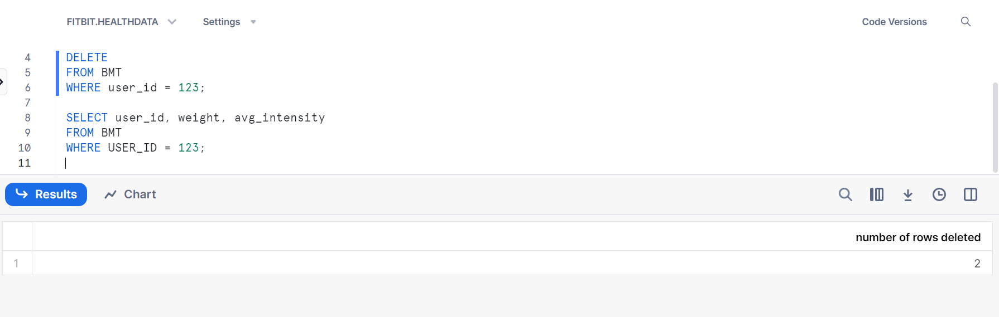 FITBIT.HEALTHDATA Settings Code Versions
4 DELETE
5 FROM BMT
6 WHERE user_id = 123;
7
8 SELECT user_id, weight, avg_intensity
9 FROM BMT
10 WHERE USER_ID = 123;
11
Results Chart
number of rows deleted
1 2